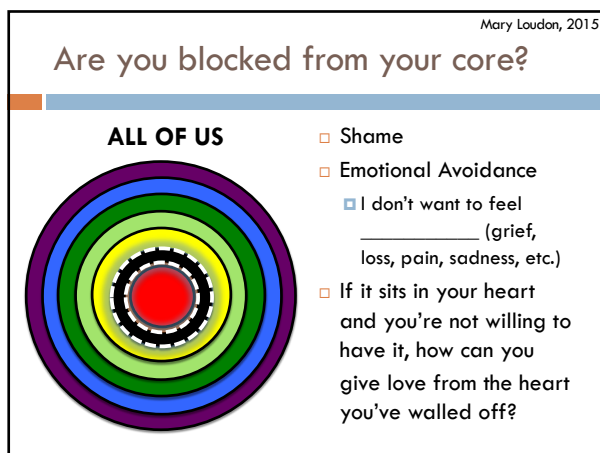 Mary Loudon, 2015
Are you blocked from your core?
ALL OF US
Shame
Emotional Avoidance
I don't want to feel
____________ (grief,
loss, pain, sadness, etc.)
If it sits in your heart
and you're not willing to
have it, how can you
give love from the heart
you've walled off?